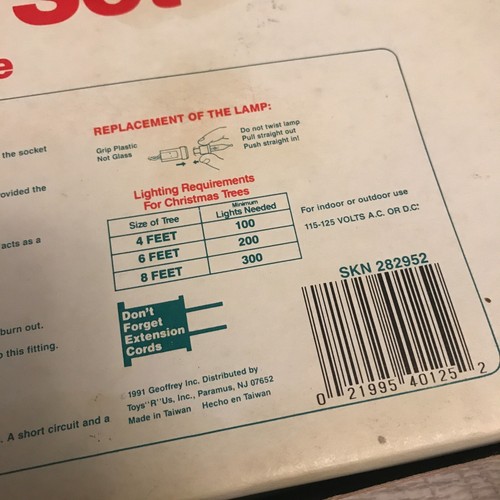 e
the socket
ovided the
acts as a
burn out.
o this fitting.
. A short circuit and a
REPLACEMENT OF THE LAMP:
Grip Plastic
Not Glass
Do not twist lamp
Pull straight out
Push straight in!
Lighting Requirements
For Christmas Trees
Size of Tree
Minimum
Lights Needed
4 FEET 100
6 FEET 200
8 FEET 300
For indoor or outdoor use
115-125 VOLTS A.C. OR D.C.
Don't
Forget
Extension
Cords
1991 Geoffrey Inc. Distributed by
Toys"R"Us, Inc., Paramus, NJ 07652
Made in Taiwan Hecho en Taiwan
SKN 282952
0 21995 40125 2